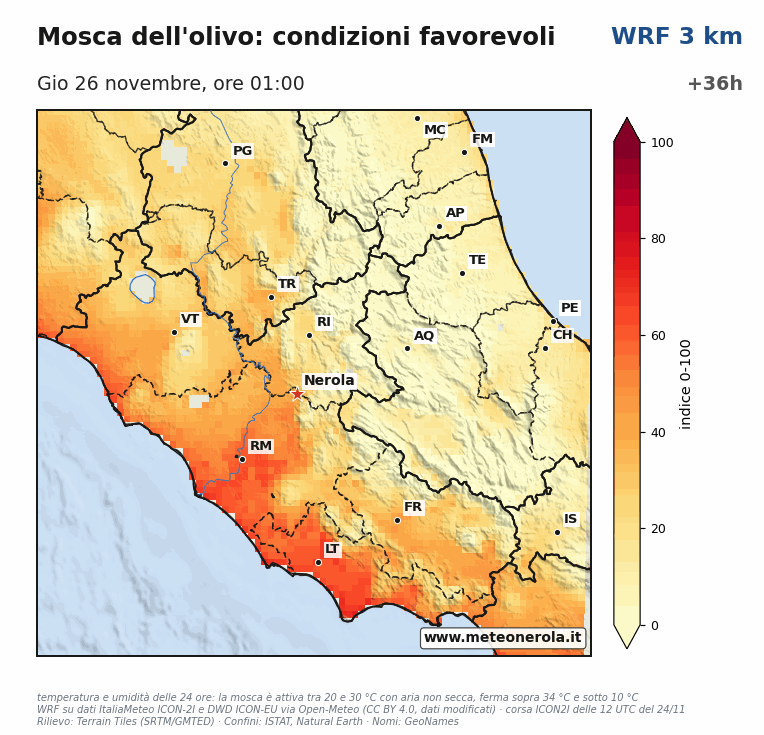 Mosca dell'olivo: condizioni favorevoli
WRF 3 km
Gio 26 novembre, ore 01:00
+36h
MC
FM
PG
AP
TE
TR
PE
VT
RI
AQ
CH
Nerola
RM
FR
IS
LT
www.meteonerola.it
100
80
60
40
20
0
indice 0-100
temperatura e umidità delle 24 ore: la mosca è attiva tra 20 e 30 °C con aria non secca, ferma sopra 34 °C e sotto 10 °C
WRF su dati ItaliaMeteo ICON-2I e DWD ICON-EU via Open-Meteo (CC BY 4.0, dati modificati) · corsa ICON2I delle 12 UTC del 24/11
Rilievo: Terrain Tiles (SRTM/GMTED) · Confini: ISTAT, Natural Earth · Nomi: GeoNames